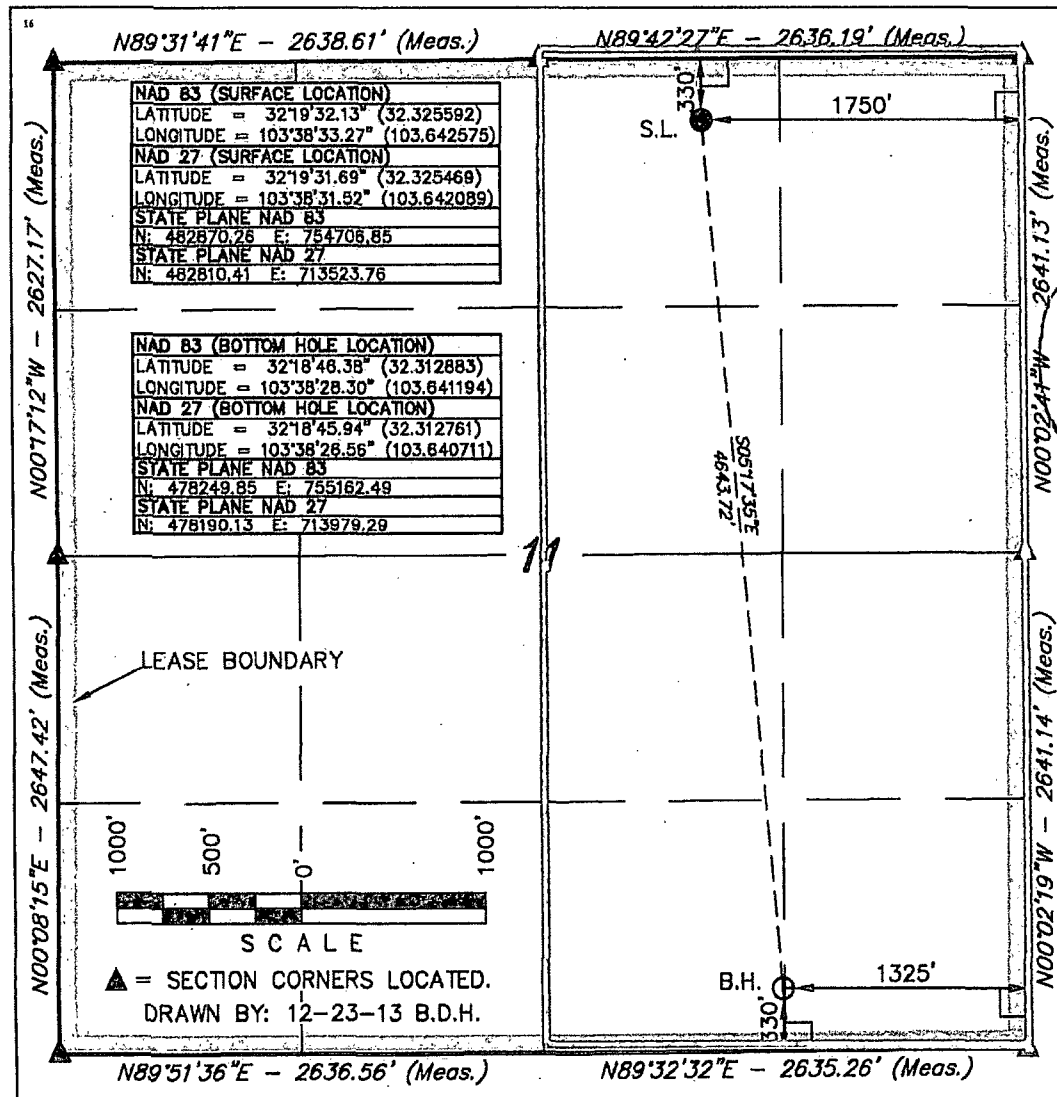 16
N89°31'41"E - 2638.61' (Meas.)
N89°42'27"E - 2636.19' (Meas.)
NAD 83 (SURFACE LOCATION)
LATITUDE = 32°19'32.13" (32.325592)
LONGITUDE = 103°38'33.27" (103.642575)
NAD 27 (SURFACE LOCATION)
LATITUDE = 32°19'31.69" (32.325469)
LONGITUDE = 103°38'31.52" (103.642089)
STATE PLANE NAD 83
N: 482870.26 E: 754706.85
STATE PLANE NAD 27
N: 482810.41 E: 713523.76
330'
S.L.
1750'
N00°17'12"W - 2627.17' (Meas.)
N00°02'41"W - 2641.13' (Meas.)
NAD 83 (BOTTOM HOLE LOCATION)
LATITUDE = 32°18'46.38" (32.312883)
LONGITUDE = 103°38'28.30" (103.641194)
NAD 27 (BOTTOM HOLE LOCATION)
LATITUDE = 32°18'45.94" (32.312761)
LONGITUDE = 103°38'26.56" (103.640711)
STATE PLANE NAD 83
N: 478249.85 E: 755162.49
STATE PLANE NAD 27
N: 478190.13 E: 713979.29
S05°17'35"E
4643.72'
11
LEASE BOUNDARY
N00°08'15"E - 2647.42' (Meas.)
N00°02'19"W - 2641.14' (Meas.)
1000' 500' 0' 1000'
SCALE
▲ = SECTION CORNERS LOCATED.
DRAWN BY: 12-23-13 B.D.H.
B.H.
1325'
330'
N89°51'36"E - 2636.56' (Meas.)
N89°32'32"E - 2635.26' (Meas.)